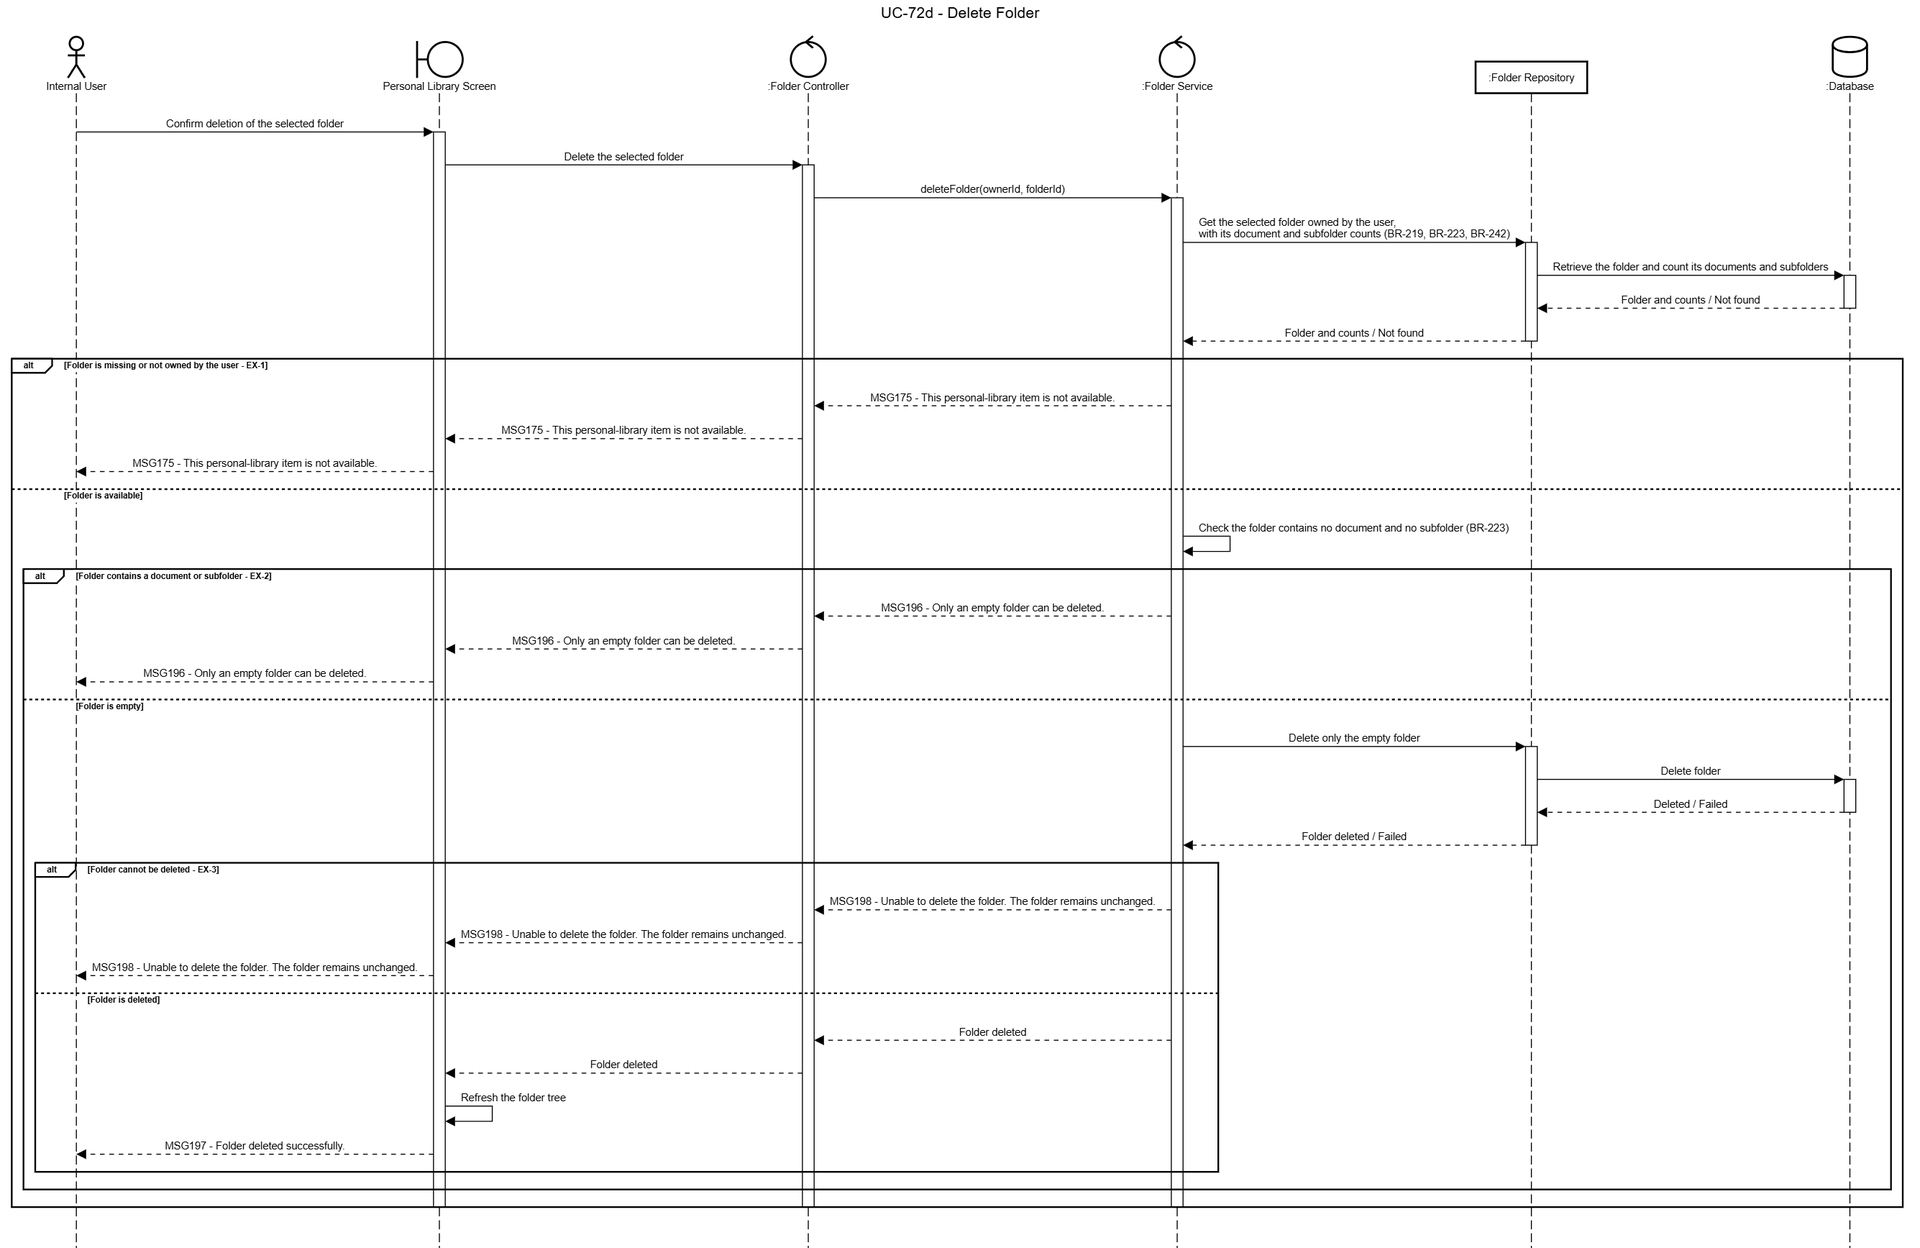 UC-72d - Delete Folder
Internal User
Personal Library Screen
:Folder Controller
:Folder Service
:Folder Repository
:Database
Confirm deletion of the selected folder
Delete the selected folder
deleteFolder(ownerId, folderId)
Get the selected folder owned by the user,
with its document and subfolder counts (BR-219, BR-223, BR-242)
Retrieve the folder and count its documents and subfolders
Folder and counts / Not found
Folder and counts / Not found
alt
[Folder is missing or not owned by the user - EX-1]
MSG175 - This personal-library item is not available.
MSG175 - This personal-library item is not available.
MSG175 - This personal-library item is not available.
[Folder is available]
Check the folder contains no document and no subfolder (BR-223)
alt
[Folder contains a document or subfolder - EX-2]
MSG196 - Only an empty folder can be deleted.
MSG196 - Only an empty folder can be deleted.
MSG196 - Only an empty folder can be deleted.
[Folder is empty]
Delete only the empty folder
Delete folder
Deleted / Failed
Folder deleted / Failed
alt
[Folder cannot be deleted - EX-3]
MSG198 - Unable to delete the folder. The folder remains unchanged.
MSG198 - Unable to delete the folder. The folder remains unchanged.
MSG198 - Unable to delete the folder. The folder remains unchanged.
[Folder is deleted]
Folder deleted
Folder deleted
Refresh the folder tree
MSG197 - Folder deleted successfully.